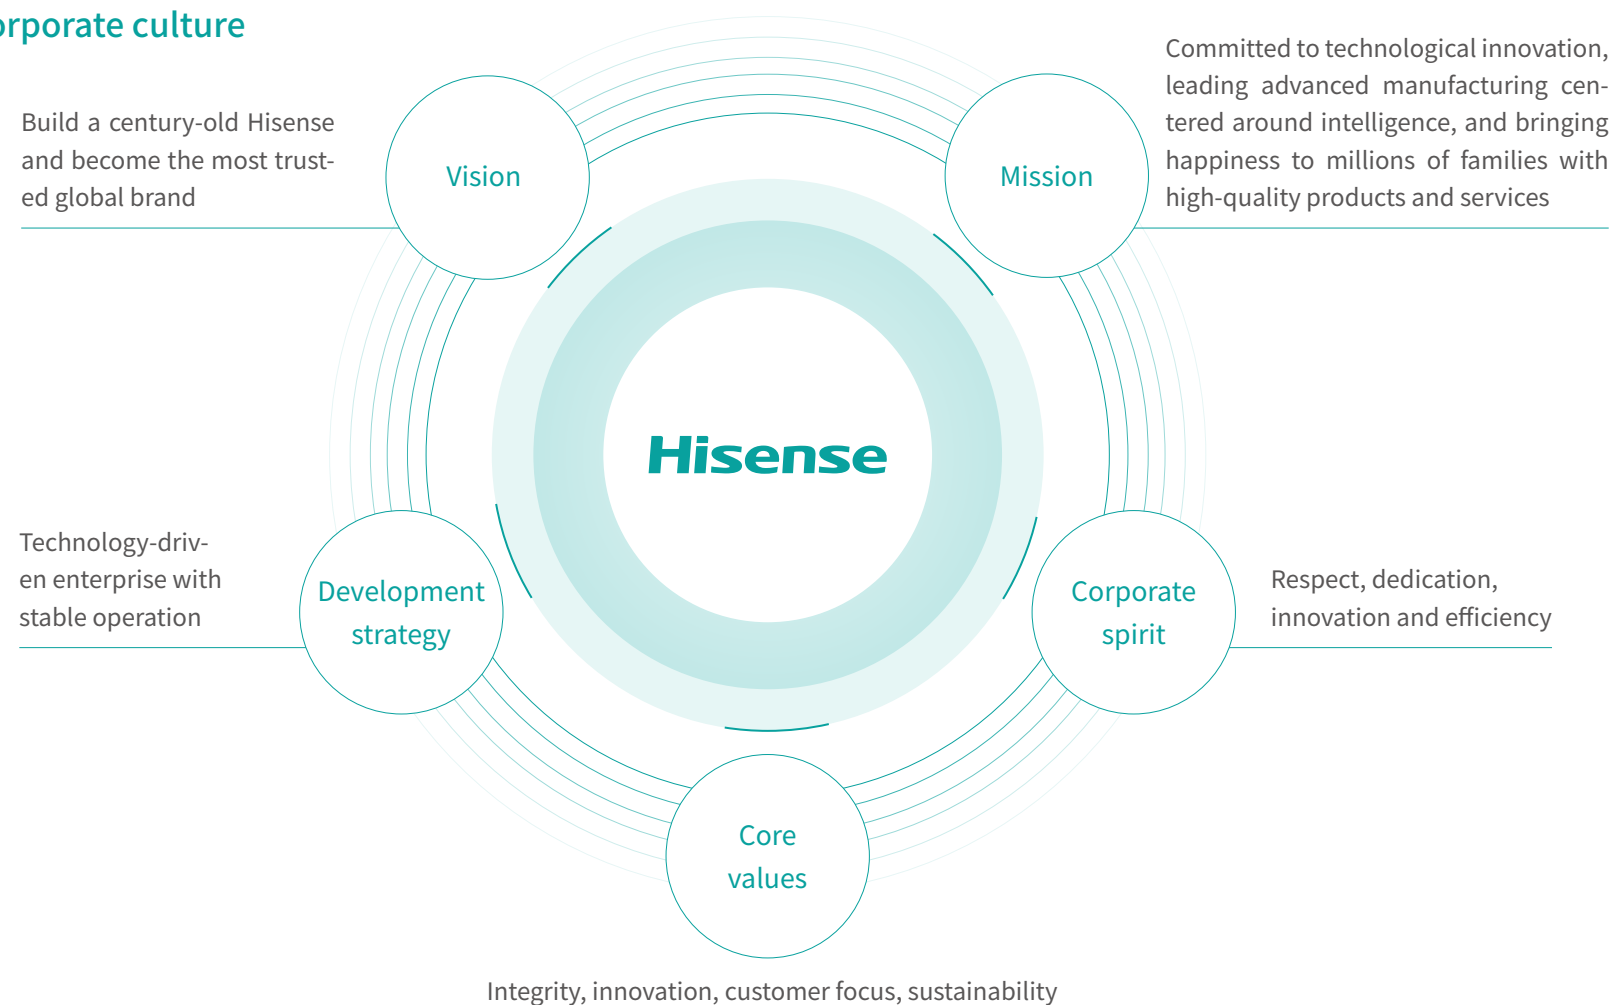 orporate culture
Build a century-old Hisense
and become the most trust-
ed global brand
Vision
Mission
Committed to technological innovation,
leading advanced manufacturing cen-
tered around intelligence, and bringing
happiness to millions of families with
high-quality products and services
Hisense
Technology-driv-
en enterprise with
stable operation
Development
strategy
Corporate
spirit
Respect, dedication,
innovation and efficiency
Core
values
Integrity, innovation, customer focus, sustainability